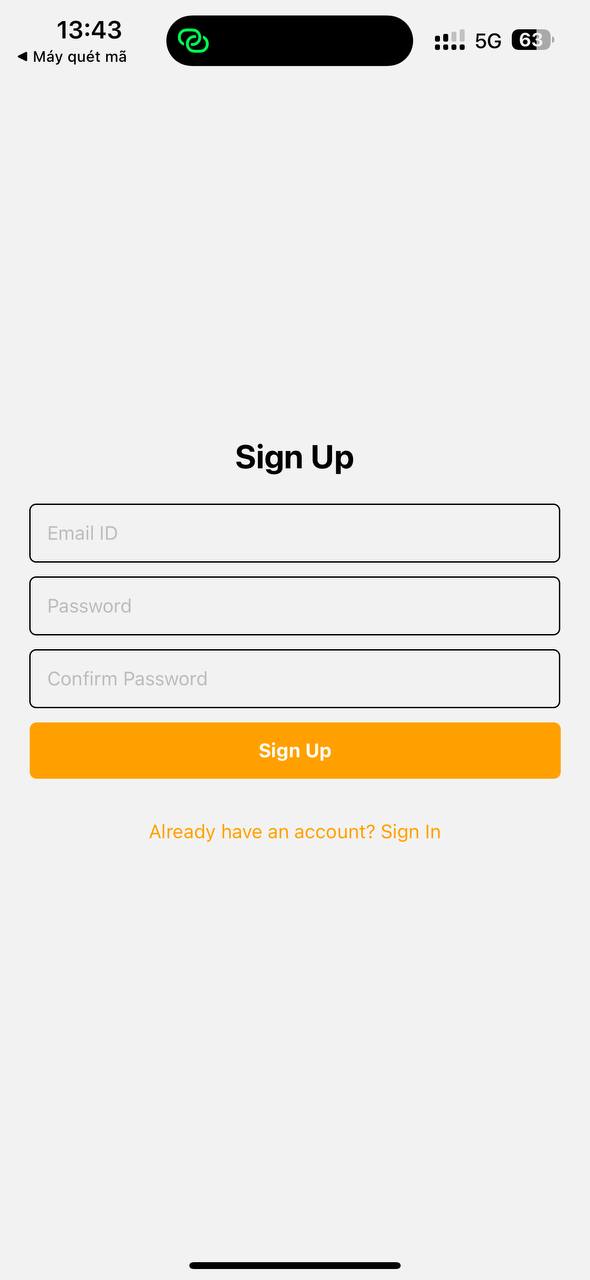 13:43
5G
63
◀ Máy quét mã
Sign Up
Email ID
Password
Confirm Password
Sign Up
Already have an account? Sign In